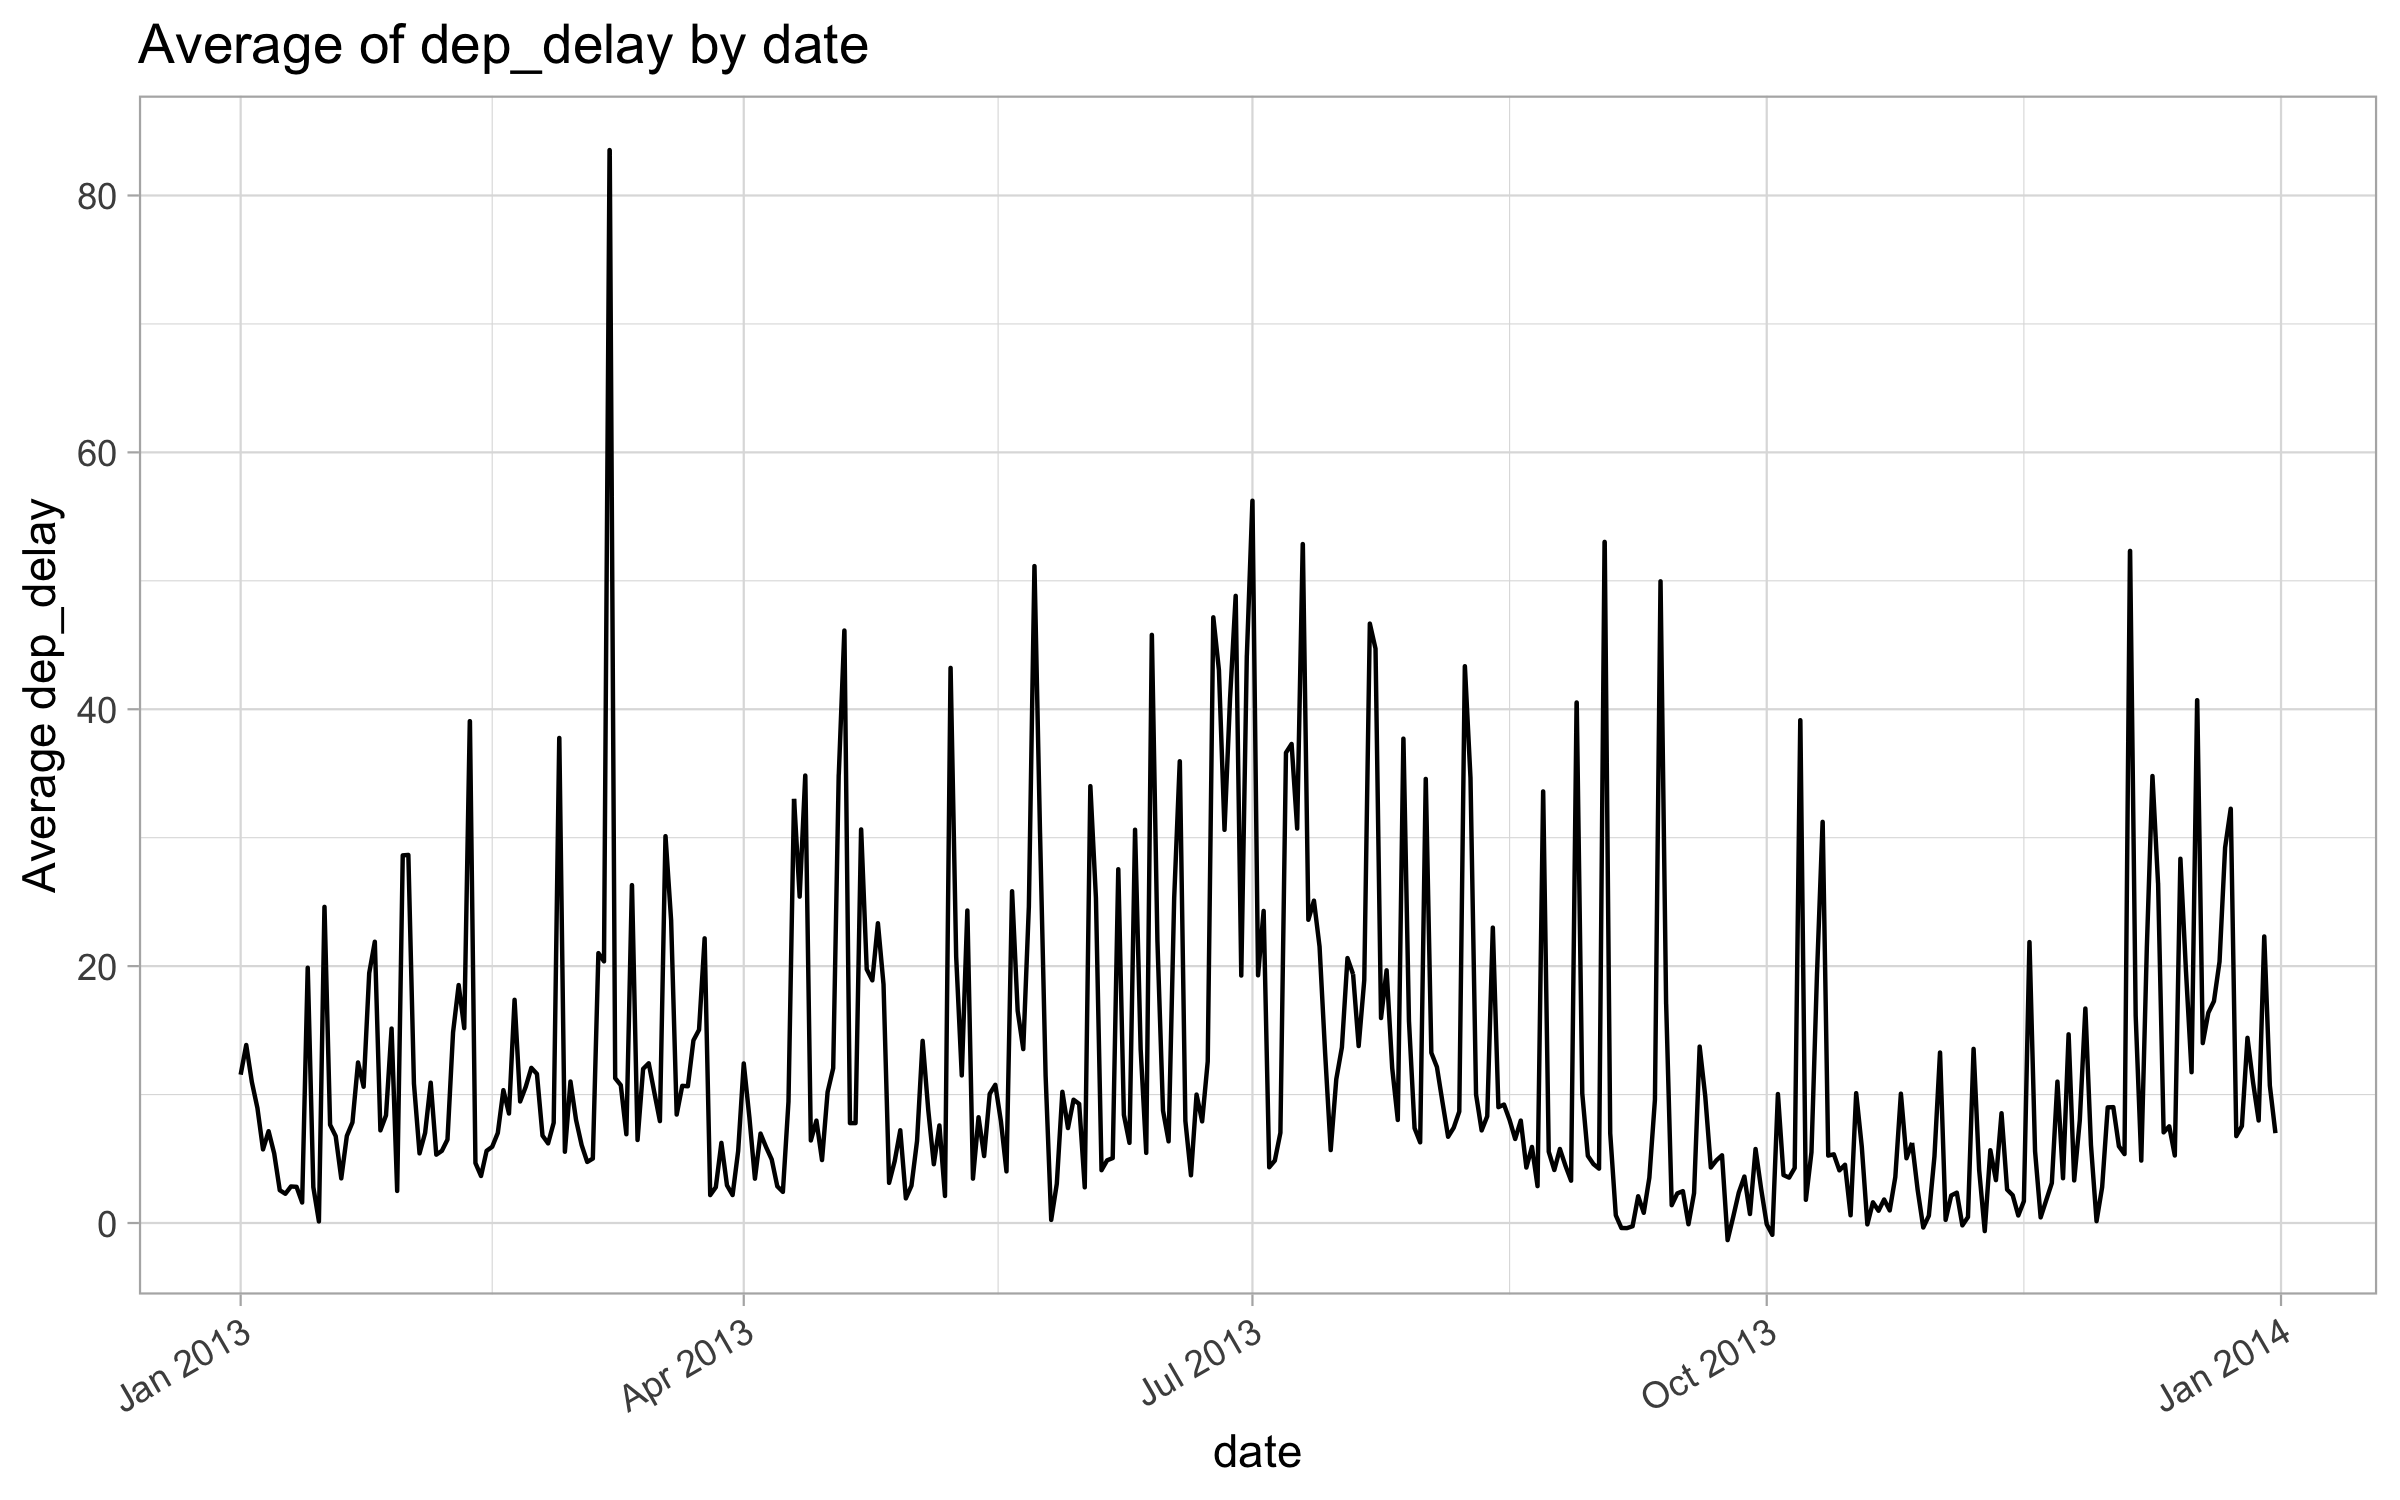 Average of dep_delay by date
Average dep_delay
80
60
40
20
0
Jan 2013
Apr 2013
Jul 2013
Oct 2013
Jan 2014
date